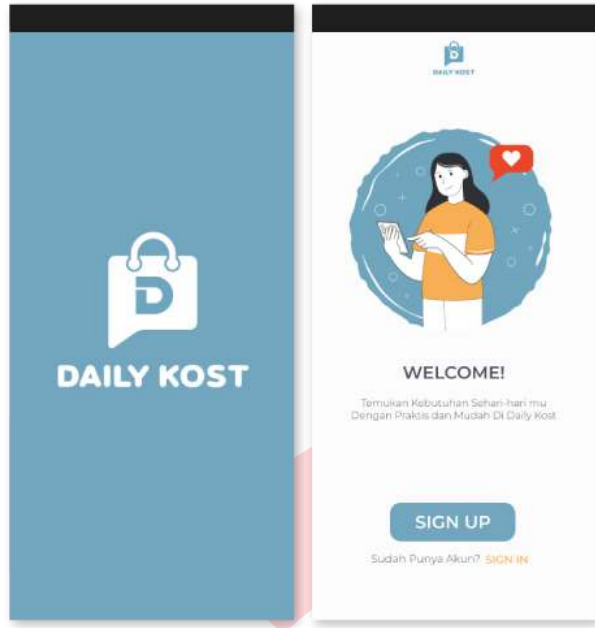 D
DAILY KOST
D
DAILY KOST
WELCOME!
Temukan Kebutuhan Sehari-hari mu
Dengan Praktis dan Mudah Di Daily Kost
SIGN UP
Sudah Punya Akun? SIGN IN